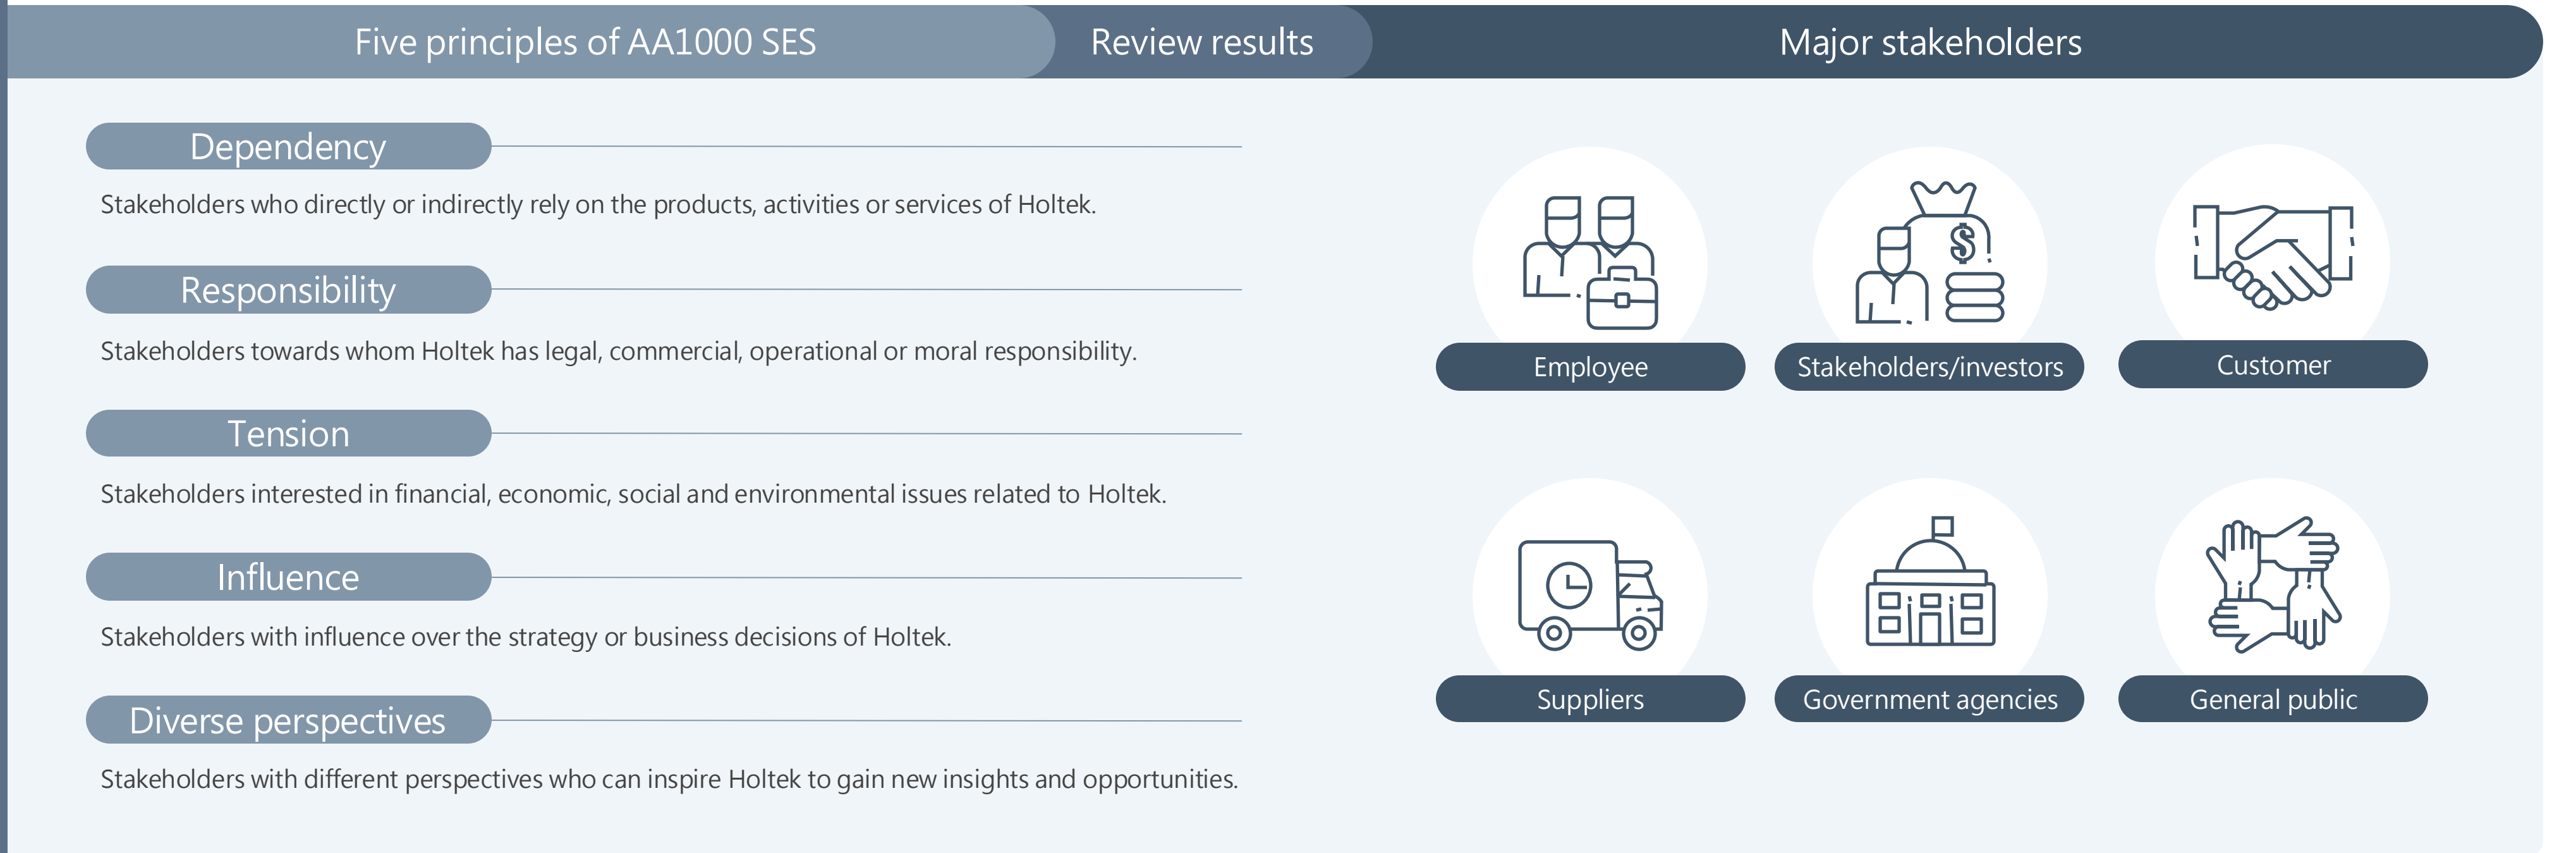 Five principles of AA1000 SES
Review results
Major stakeholders
Dependency
Stakeholders who directly or indirectly rely on the products, activities or services of Holtek.
Responsibility
Stakeholders towards whom Holtek has legal, commercial, operational or moral responsibility.
Tension
Stakeholders interested in financial, economic, social and environmental issues related to Holtek.
Influence
Stakeholders with influence over the strategy or business decisions of Holtek.
Diverse perspectives
Stakeholders with different perspectives who can inspire Holtek to gain new insights and opportunities.
$
Employee
Stakeholders/investors
Customer
Suppliers
Government agencies
General public